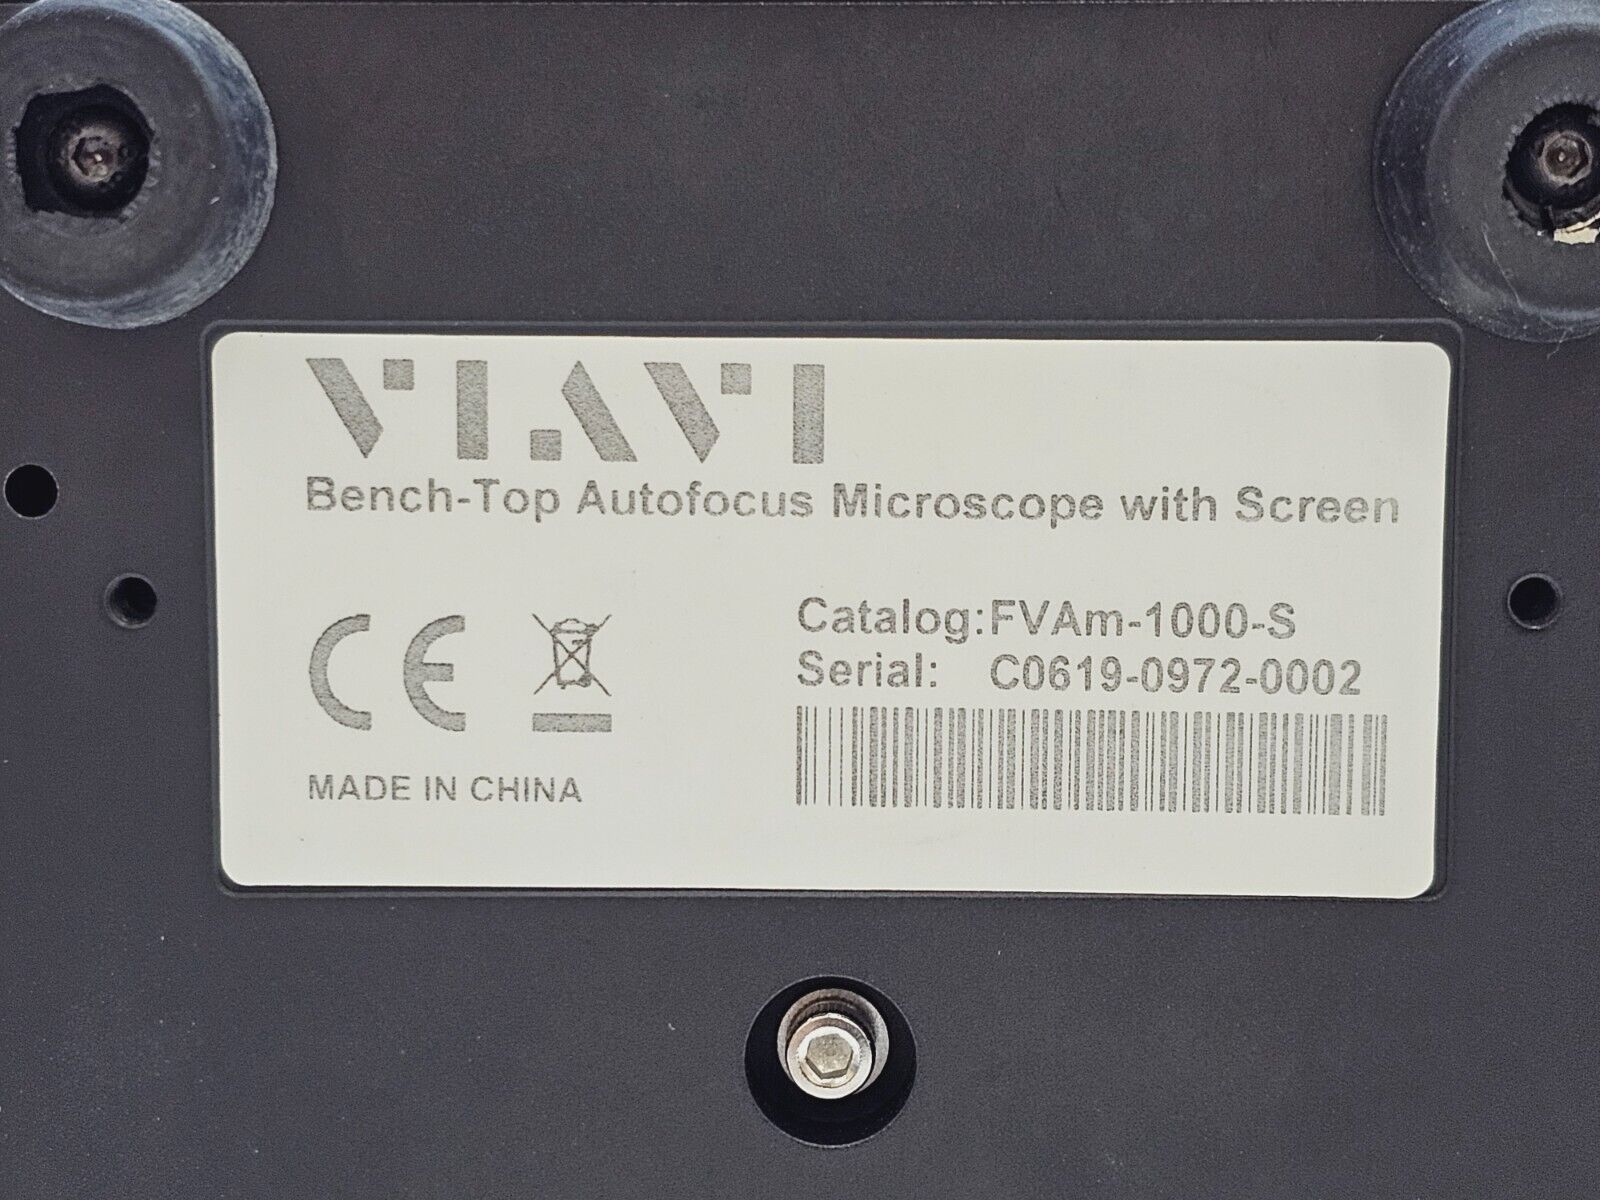 VIAVI
Bench-Top Autofocus Microscope with Screen
CE
Catalog:FVAm-1000-S
Serial: C0619-0972-0002
MADE IN CHINA